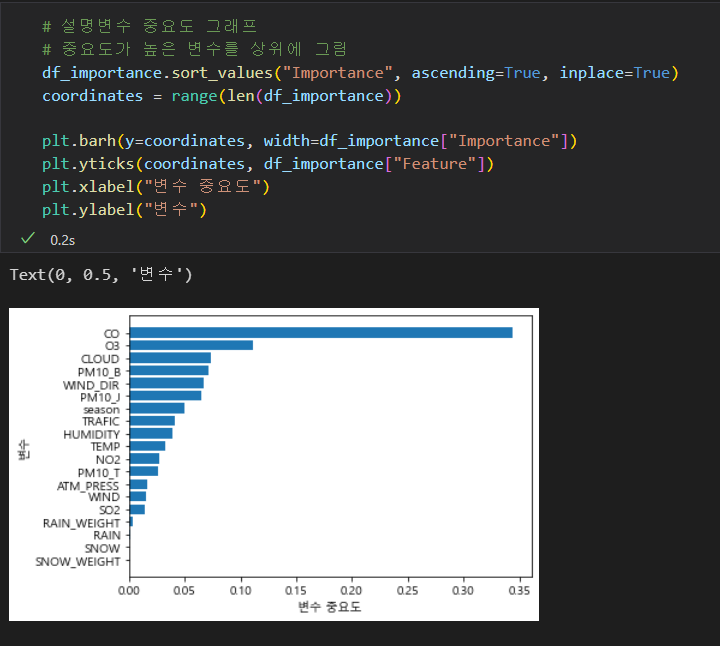 # 설명변수 중요도 그래프
# 중요도가 높은 변수를 상위에 그림
df_importance.sort_values("Importance", ascending=True, inplace=True)
coordinates = range(len(df_importance))
plt.barh(y=coordinates, width=df_importance["Importance"])
plt.yticks(coordinates, df_importance["Feature"])
plt.xlabel("변수 중요도")
plt.ylabel("변수")
✓ 0.2s
Text(0, 0.5, '변수')
CO
O3
CLOUD
PM10_B
WIND_DIR
PM10_J
season
TRAFIC
HUMIDITY
TEMP
NO2
PM10_T
ATM_PRESS
WIND
SO2
RAIN_WEIGHT
RAIN
SNOW
SNOW_WEIGHT
변수
0.00 0.05 0.10 0.15 0.20 0.25 0.30 0.35
변수 중요도